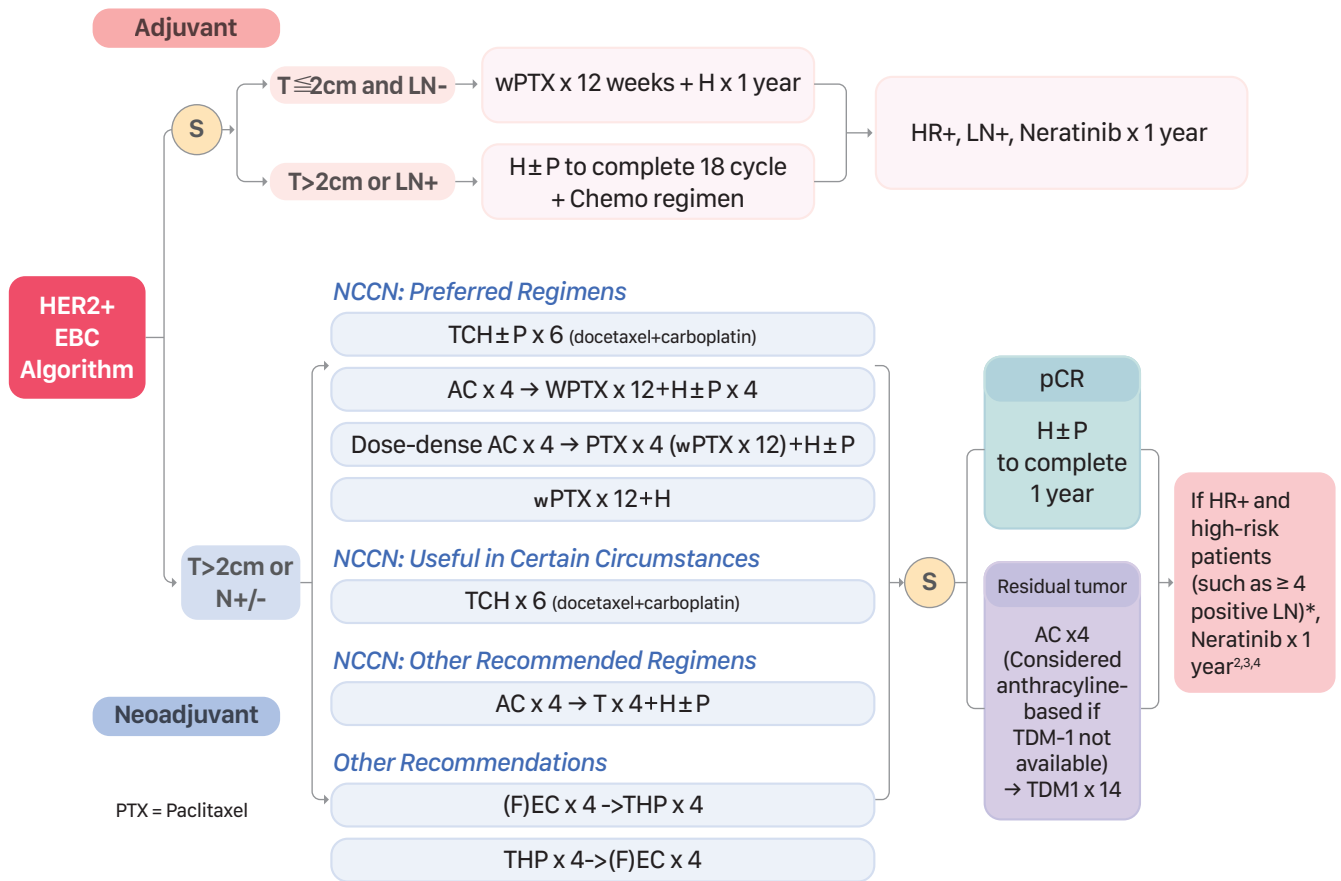 Adjuvant
S
T≦2cm and LN-
wPTX x 12 weeks + H x 1 year
T>2cm or LN+
H±P to complete 18 cycle
+ Chemo regimen
HR+, LN+, Neratinib x 1 year
HER2+
EBC
Algorithm
T>2cm or
N+/-
Neoadjuvant
PTX = Paclitaxel
NCCN: Preferred Regimens
TCH±P x 6 (docetaxel+carboplatin)
AC x 4 → WPTX x 12+H±P x 4
Dose-dense AC x 4 → PTX x 4 (wPTX x 12)+H±P
wPTX x 12+H
NCCN: Useful in Certain Circumstances
TCH x 6 (docetaxel+carboplatin)
NCCN: Other Recommended Regimens
AC x 4 → T x 4+H±P
Other Recommendations
(F)EC x 4 ->THP x 4
THP x 4->(F)EC x 4
S
pCR
H±P
to complete
1 year
Residual tumor
AC x4
(Considered
anthracyline-
based if
TDM-1 not
available)
→ TDM1 x 14
If HR+ and
high-risk
patients
(such as ≥ 4
positive LN)*,
Neratinib x 1
year2,3,4